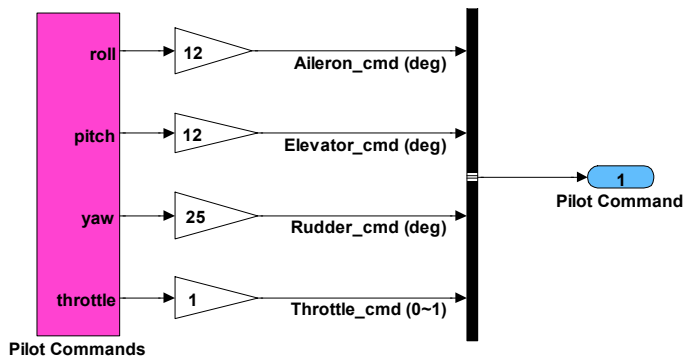 roll
12
Aileron_cmd (deg)
pitch
12
Elevator_cmd (deg)
1
Pilot Command
yaw
25
Rudder_cmd (deg)
throttle
1
Throttle_cmd (0~1)
Pilot Commands